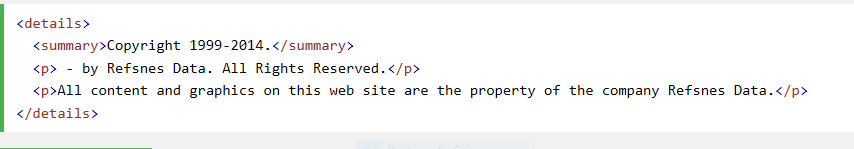 <details>
<summary>Copyright 1999-2014.</summary>
<p> - by Refsnes Data. All Rights Reserved.</p>
<p>All content and graphics on this web site are the property of the company Refsnes Data.</p>
</details>